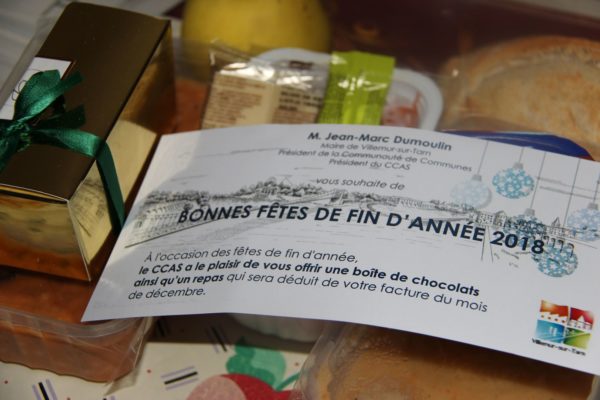 M. Jean-Marc Dumoulin
Maire de Villemur-sur-Tarn
Président de la Communauté de Communes
Président du CCAS
vous souhaite de
BONNES FÊTES DE FIN D'ANNÉE 2018
À l'occasion des fêtes de fin d'année,
le CCAS a le plaisir de vous offrir une boîte de chocolats
ainsi qu'un repas qui sera déduit de votre facture du mois
de décembre.
Villemur-sur-Tarn